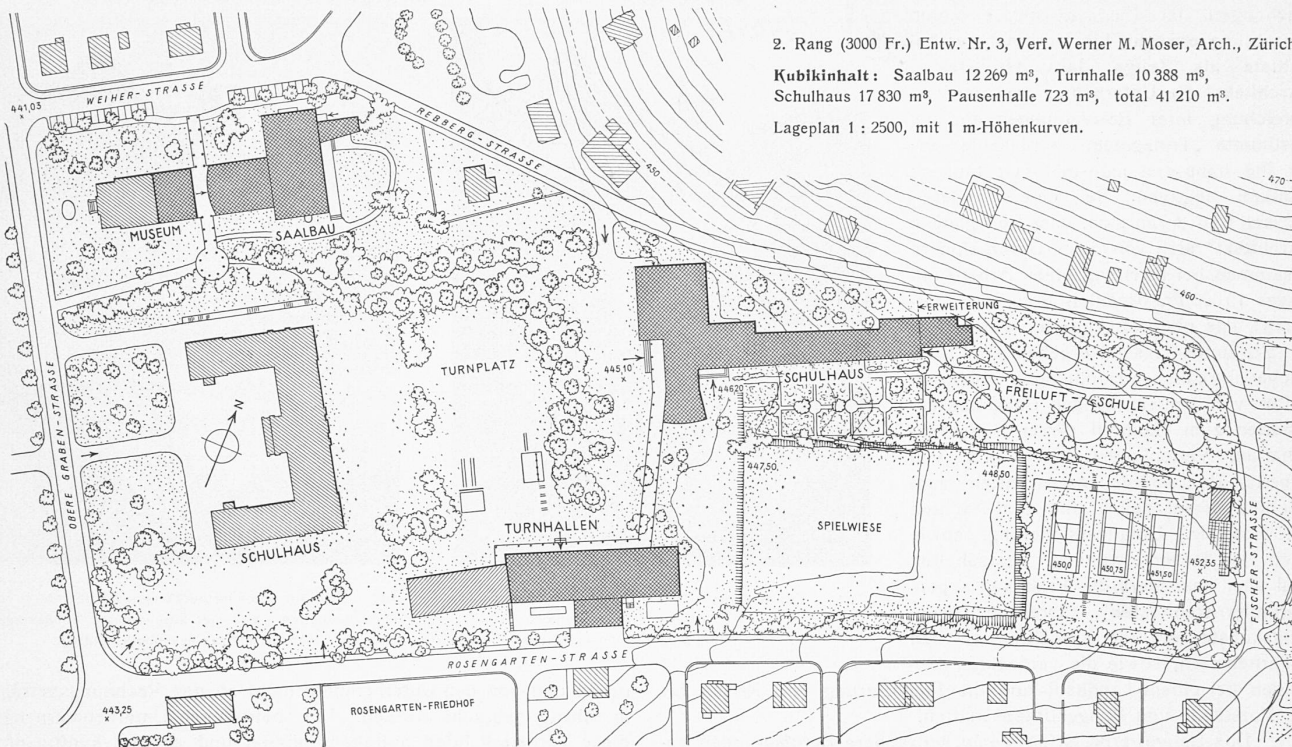 2. Rang (3000 Fr.) Entw. Nr. 3, Verf. Werner M. Moser, Arch., Zürich
Kubikinhalt: Saalbau 12 269 m³, Turnhalle 10 388 m³,
Schulhaus 17 830 m³, Pausenhalle 723 m³, total 41 210 m³.
Lageplan 1 : 2500, mit 1 m-Höhenkurven.
441,03
WEIHER-STRASSE
REBBERG-STRASSE
450
470
MUSEUM
SAALBAU
460
ERWEITERUNG
TURNPLATZ
445,10
446,20
SCHULHAUS
FREILUFT-SCHULE
OBERE GRABEN-STRASSE
N
447,50
448,50
SPIELWIESE
TURNHALLEN
SCHULHAUS
450,0
450,75
451,50
452,35
FISCHER-STRASSE
ROSENGARTEN-STRASSE
443,25
ROSENGARTEN-FRIEDHOF